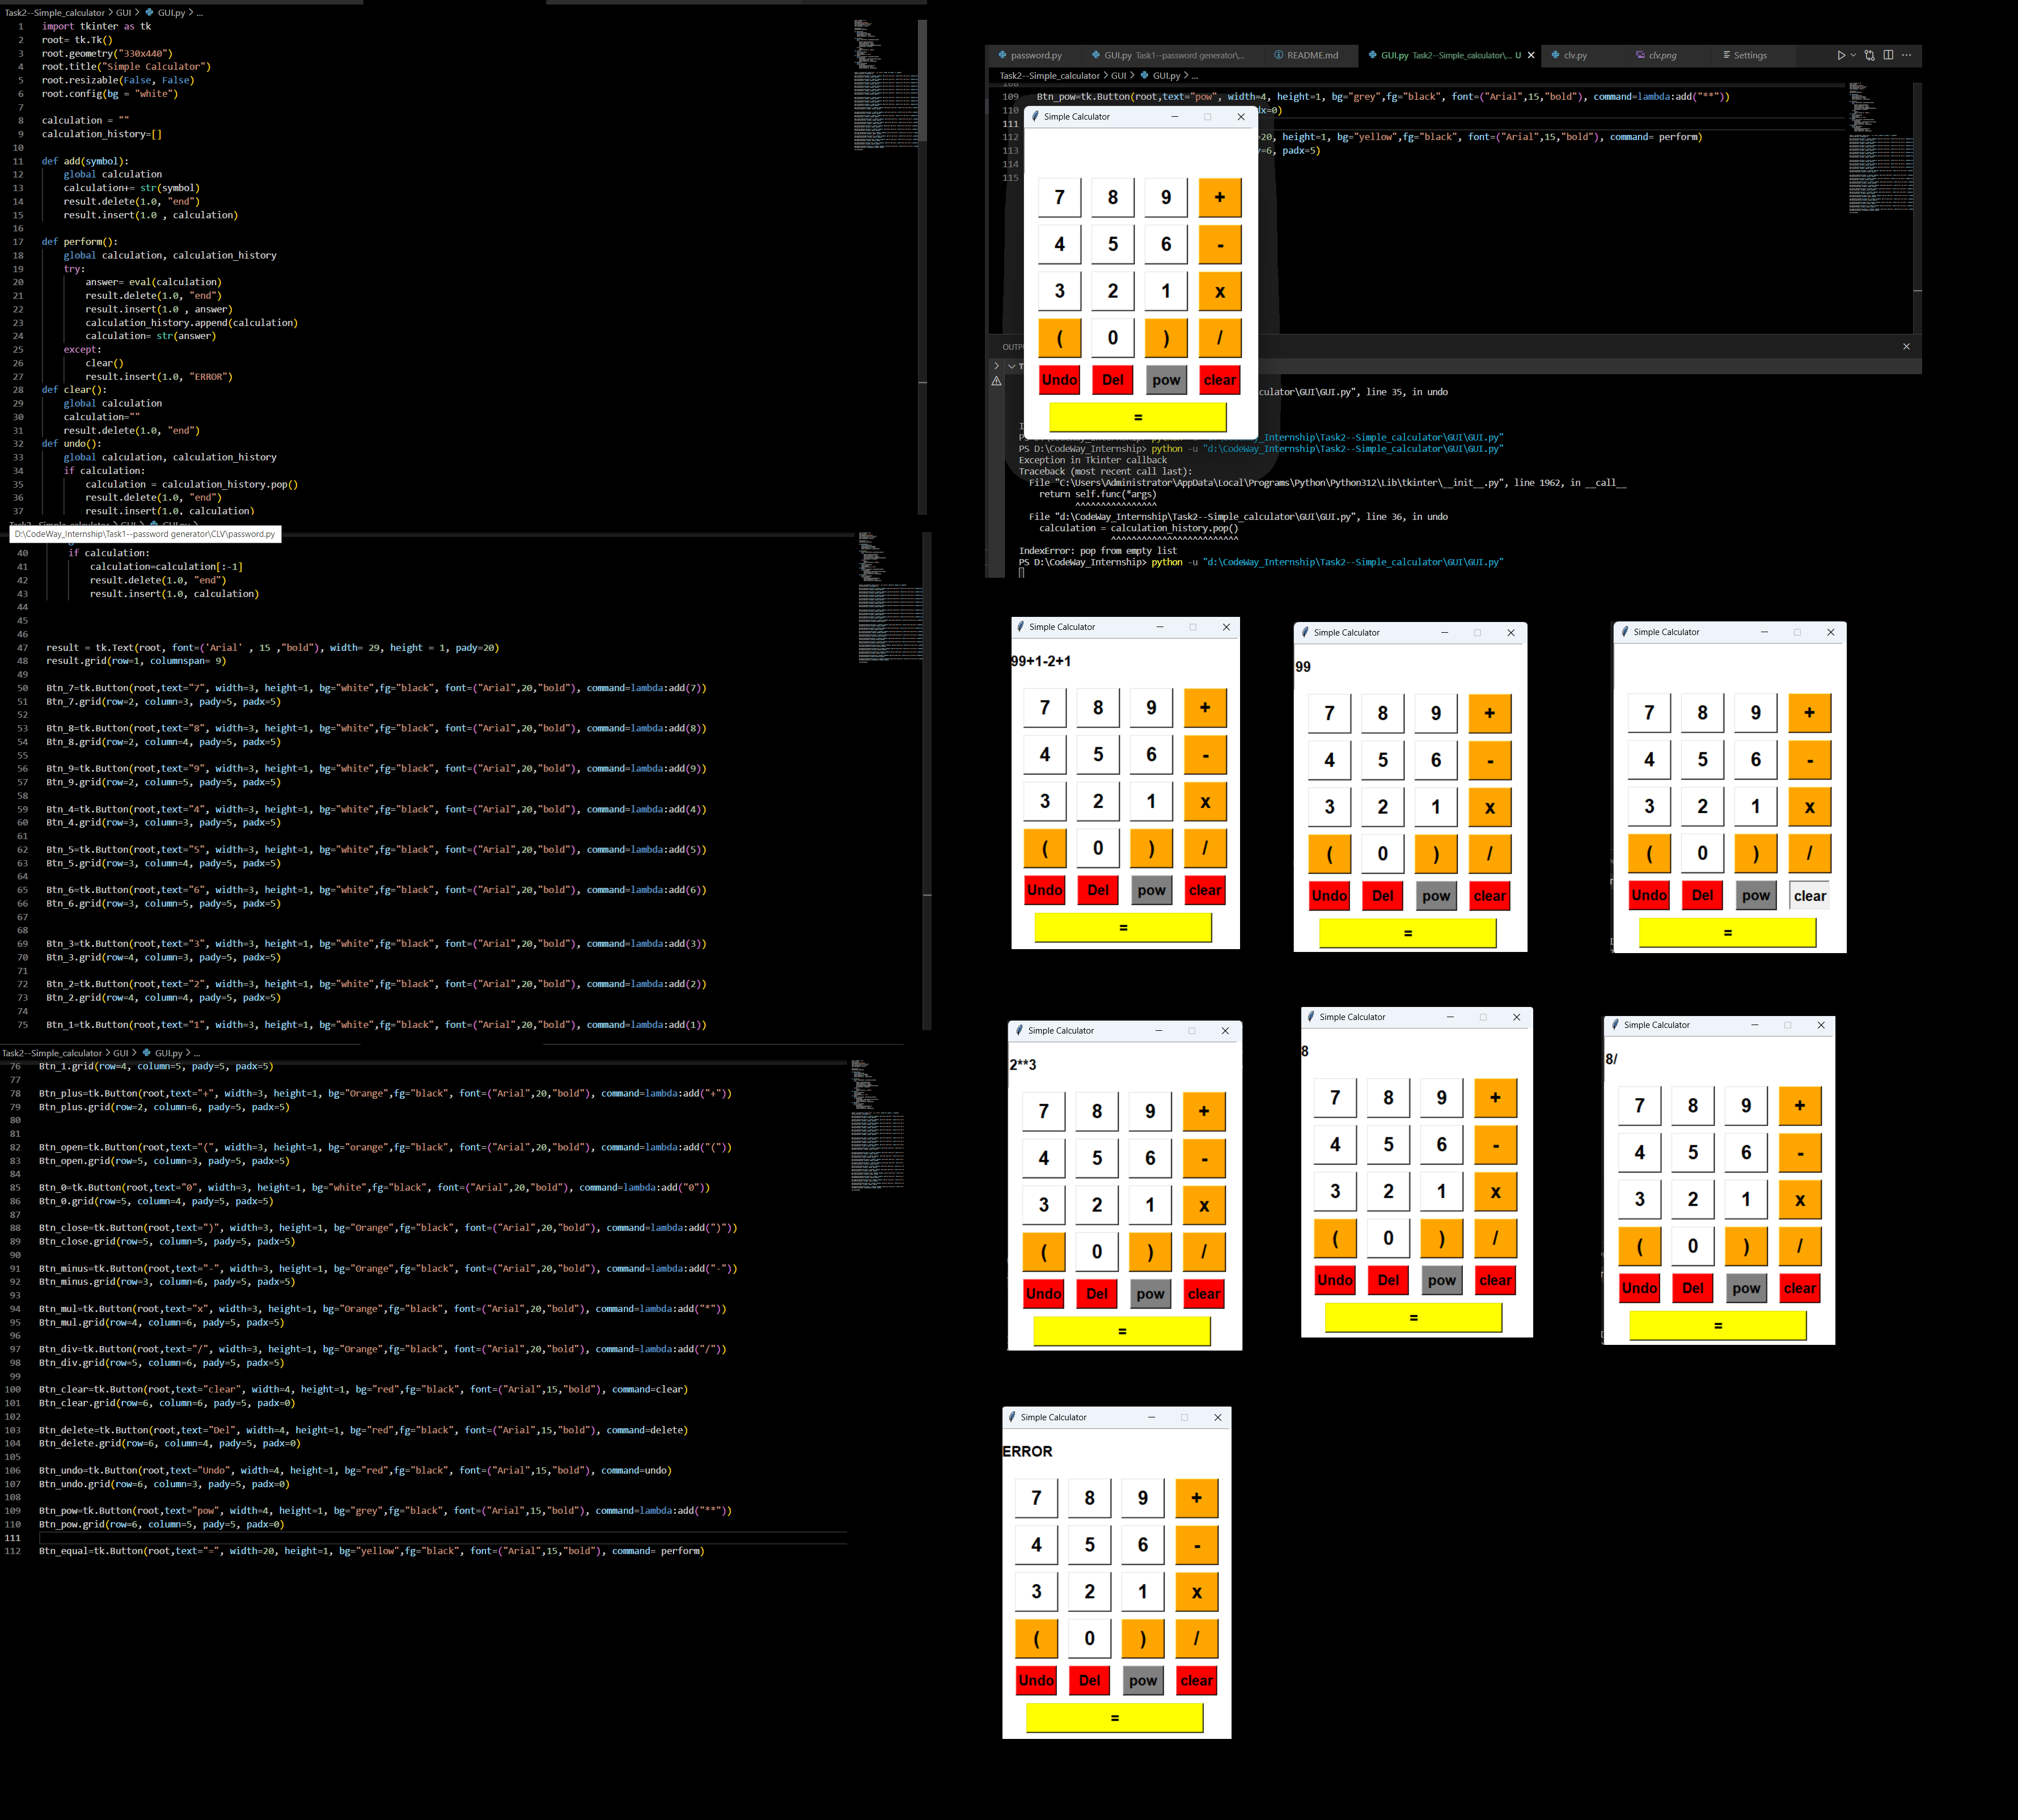 Task2--Simple_calculator > GUI > GUI.py > ...
1 import tkinter as tk
2 root= tk.Tk()
3 root.geometry("330x440")
4 root.title("Simple Calculator")
5 root.resizable(False, False)
6 root.config(bg = "white")
7
8 calculation = ""
9 calculation_history=[]
10
11 def add(symbol):
12 global calculation
13 calculation+= str(symbol)
14 result.delete(1.0, "end")
15 result.insert(1.0 , calculation)
16
17 def perform():
18 global calculation, calculation_history
19 try:
20 answer= eval(calculation)
21 result.delete(1.0, "end")
22 result.insert(1.0 , answer)
23 calculation_history.append(calculation)
24 calculation= str(answer)
25 except:
26 clear()
27 result.insert(1.0, "ERROR")
28 def clear():
29 global calculation
30 calculation=""
31 result.delete(1.0, "end")
32 def undo():
33 global calculation, calculation_history
34 if calculation:
35 calculation = calculation_history.pop()
36 result.delete(1.0, "end")
37 result.insert(1.0, calculation)
D:\CodeWay_Internship\Task1--password generator\CLV\password.py
40 if calculation:
41 calculation=calculation[:-1]
42 result.delete(1.0, "end")
43 result.insert(1.0, calculation)
44
45
46
47 result = tk.Text(root, font=('Arial' , 15 ,"bold"), width= 29, height = 1, pady=20)
48 result.grid(row=1, columnspan= 9)
49
50 Btn_7=tk.Button(root,text="7", width=3, height=1, bg="white",fg="black", font=("Arial",20,"bold"), command=lambda:add(7))
51 Btn_7.grid(row=2, column=3, pady=5, padx=5)
52
53 Btn_8=tk.Button(root,text="8", width=3, height=1, bg="white",fg="black", font=("Arial",20,"bold"), command=lambda:add(8))
54 Btn_8.grid(row=2, column=4, pady=5, padx=5)
55
56 Btn_9=tk.Button(root,text="9", width=3, height=1, bg="white",fg="black", font=("Arial",20,"bold"), command=lambda:add(9))
57 Btn_9.grid(row=2, column=5, pady=5, padx=5)
58
59 Btn_4=tk.Button(root,text="4", width=3, height=1, bg="white",fg="black", font=("Arial",20,"bold"), command=lambda:add(4))
60 Btn_4.grid(row=3, column=3, pady=5, padx=5)
61
62 Btn_5=tk.Button(root,text="5", width=3, height=1, bg="white",fg="black", font=("Arial",20,"bold"), command=lambda:add(5))
63 Btn_5.grid(row=3, column=4, pady=5, padx=5)
64
65 Btn_6=tk.Button(root,text="6", width=3, height=1, bg="white",fg="black", font=("Arial",20,"bold"), command=lambda:add(6))
66 Btn_6.grid(row=3, column=5, pady=5, padx=5)
67
68
69 Btn_3=tk.Button(root,text="3", width=3, height=1, bg="white",fg="black", font=("Arial",20,"bold"), command=lambda:add(3))
70 Btn_3.grid(row=4, column=3, pady=5, padx=5)
71
72 Btn_2=tk.Button(root,text="2", width=3, height=1, bg="white",fg="black", font=("Arial",20,"bold"), command=lambda:add(2))
73 Btn_2.grid(row=4, column=4, pady=5, padx=5)
74
75 Btn_1=tk.Button(root,text="1", width=3, height=1, bg="white",fg="black", font=("Arial",20,"bold"), command=lambda:add(1))
Task2--Simple_calculator > GUI > GUI.py > ...
76 Btn_1.grid(row=4, column=5, pady=5, padx=5)
77
78 Btn_plus=tk.Button(root,text="+", width=3, height=1, bg="Orange",fg="black", font=("Arial",20,"bold"), command=lambda:add("+"))
79 Btn_plus.grid(row=2, column=6, pady=5, padx=5)
80
81
82 Btn_open=tk.Button(root,text="(", width=3, height=1, bg="orange",fg="black", font=("Arial",20,"bold"), command=lambda:add("("))
83 Btn_open.grid(row=5, column=3, pady=5, padx=5)
84
85 Btn_0=tk.Button(root,text="0", width=3, height=1, bg="white",fg="black", font=("Arial",20,"bold"), command=lambda:add("0"))
86 Btn_0.grid(row=5, column=4, pady=5, padx=5)
87
88 Btn_close=tk.Button(root,text=")", width=3, height=1, bg="Orange",fg="black", font=("Arial",20,"bold"), command=lambda:add(")"))
89 Btn_close.grid(row=5, column=5, pady=5, padx=5)
90
91 Btn_minus=tk.Button(root,text="-", width=3, height=1, bg="Orange",fg="black", font=("Arial",20,"bold"), command=lambda:add("-"))
92 Btn_minus.grid(row=3, column=6, pady=5, padx=5)
93
94 Btn_mul=tk.Button(root,text="x", width=3, height=1, bg="Orange",fg="black", font=("Arial",20,"bold"), command=lambda:add("*"))
95 Btn_mul.grid(row=4, column=6, pady=5, padx=5)
96
97 Btn_div=tk.Button(root,text="/", width=3, height=1, bg="Orange",fg="black", font=("Arial",20,"bold"), command=lambda:add("/"))
98 Btn_div.grid(row=5, column=6, pady=5, padx=5)
99
100 Btn_clear=tk.Button(root,text="clear", width=4, height=1, bg="red",fg="black", font=("Arial",15,"bold"), command=clear)
101 Btn_clear.grid(row=6, column=6, pady=5, padx=0)
102
103 Btn_delete=tk.Button(root,text="Del", width=4, height=1, bg="red",fg="black", font=("Arial",15,"bold"), command=delete)
104 Btn_delete.grid(row=6, column=4, pady=5, padx=0)
105
106 Btn_undo=tk.Button(root,text="Undo", width=4, height=1, bg="red",fg="black", font=("Arial",15,"bold"), command=undo)
107 Btn_undo.grid(row=6, column=3, pady=5, padx=0)
108
109 Btn_pow=tk.Button(root,text="pow", width=4, height=1, bg="grey",fg="black", font=("Arial",15,"bold"), command=lambda:add("**"))
110 Btn_pow.grid(row=6, column=5, pady=5, padx=0)
111
112 Btn_equal=tk.Button(root,text="=", width=20, height=1, bg="yellow",fg="black", font=("Arial",15,"bold"), command= perform)
password.py GUI.py Task1--password generator\... README.md GUI.py Task2--Simple_calculator\... U clv.py clv.png Settings
Task2--Simple_calculator > GUI > GUI.py > ...
109 Btn_pow=tk.Button(root,text="pow", width=4, height=1, bg="grey",fg="black", font=("Arial",15,"bold"), command=lambda:add("**"))
110 dx=0)
111
112 =20, height=1, bg="yellow",fg="black", font=("Arial",15,"bold"), command= perform)
113 =6, padx=5)
114
115
Simple Calculator
7 8 9 +
4 5 6 -
3 2 1 x
( 0 ) /
Undo Del pow clear
=
OUTP
culator\GUI\GUI.py", line 35, in undo
_Internship\Task2--Simple_calculator\GUI\GUI.py"
PS D:\CodeWay_Internship> python -u "d:\CodeWay_Internship\Task2--Simple_calculator\GUI\GUI.py"
Exception in Tkinter callback
Traceback (most recent call last):
File "C:\Users\Administrator\AppData\Local\Programs\Python\Python312\Lib\tkinter\__init__.py", line 1962, in __call__
return self.func(*args)
^^^^^^^^^^^^^^^^
File "d:\CodeWay_Internship\Task2--Simple_calculator\GUI\GUI.py", line 36, in undo
calculation = calculation_history.pop()
^^^^^^^^^^^^^^^^^^^^^^^^^
IndexError: pop from empty list
PS D:\CodeWay_Internship> python -u "d:\CodeWay_Internship\Task2--Simple_calculator\GUI\GUI.py"
Simple Calculator
99+1-2+1
7 8 9 +
4 5 6 -
3 2 1 x
( 0 ) /
Undo Del pow clear
=
Simple Calculator
99
7 8 9 +
4 5 6 -
3 2 1 x
( 0 ) /
Undo Del pow clear
=
Simple Calculator
7 8 9 +
4 5 6 -
3 2 1 x
( 0 ) /
Undo Del pow clear
=
Simple Calculator
2**3
7 8 9 +
4 5 6 -
3 2 1 x
( 0 ) /
Undo Del pow clear
=
Simple Calculator
8
7 8 9 +
4 5 6 -
3 2 1 x
( 0 ) /
Undo Del pow clear
=
Simple Calculator
8/
7 8 9 +
4 5 6 -
3 2 1 x
( 0 ) /
Undo Del pow clear
=
Simple Calculator
ERROR
7 8 9 +
4 5 6 -
3 2 1 x
( 0 ) /
Undo Del pow clear
=